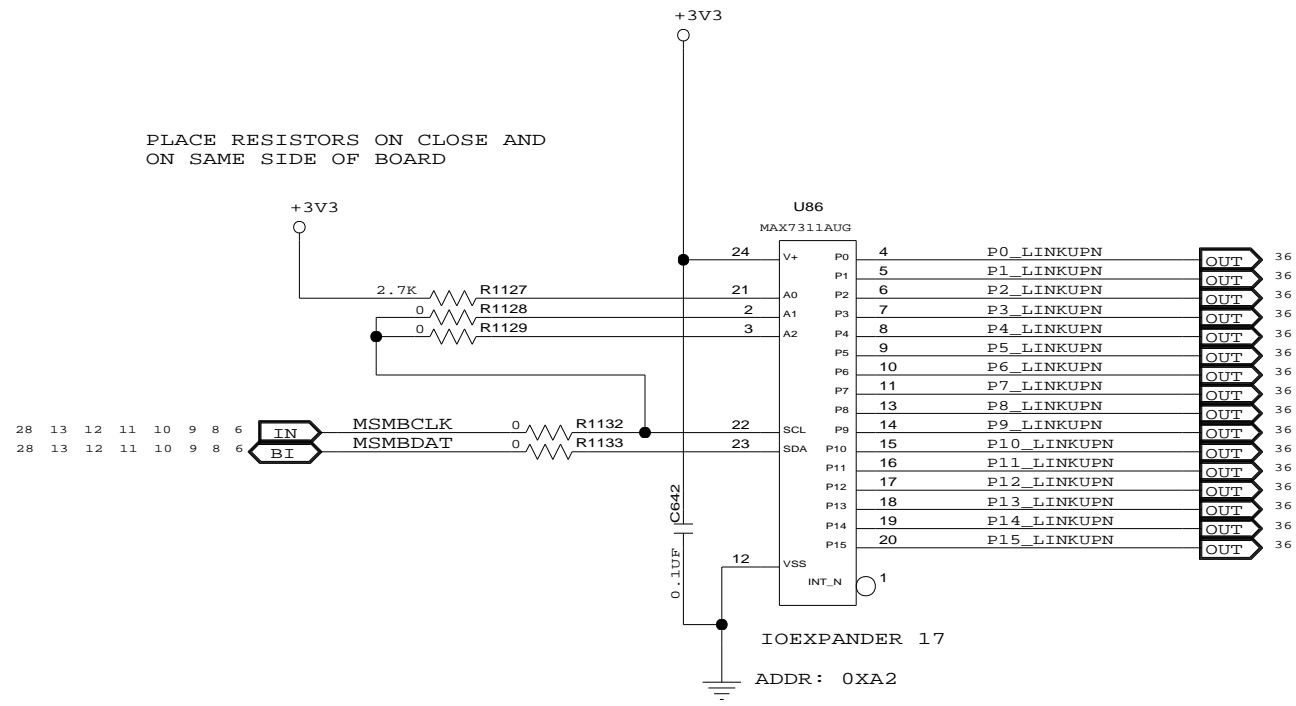 +3V3
PLACE RESISTORS ON CLOSE AND
ON SAME SIDE OF BOARD
+3V3
U86
MAX7311AUG
24 V+ P0 4 P0_LINKUPN OUT 36
P1 5 P1_LINKUPN OUT 36
2.7K R1127 21 A0 P2 6 P2_LINKUPN OUT 36
0 R1128 2 A1 P3 7 P3_LINKUPN OUT 36
0 R1129 3 A2 P4 8 P4_LINKUPN OUT 36
P5 9 P5_LINKUPN OUT 36
P6 10 P6_LINKUPN OUT 36
P7 11 P7_LINKUPN OUT 36
P8 13 P8_LINKUPN OUT 36
28 13 12 11 10 9 8 6 IN MSMBCLK 0 R1132 22 SCL P9 14 P9_LINKUPN OUT 36
28 13 12 11 10 9 8 6 BI MSMBDAT 0 R1133 23 SDA P10 15 P10_LINKUPN OUT 36
P11 16 P11_LINKUPN OUT 36
P12 17 P12_LINKUPN OUT 36
C642 P13 18 P13_LINKUPN OUT 36
P14 19 P14_LINKUPN OUT 36
P15 20 P15_LINKUPN OUT 36
0.1UF 12 VSS
INT_N 1
IOEXPANDER 17
ADDR: 0XA2